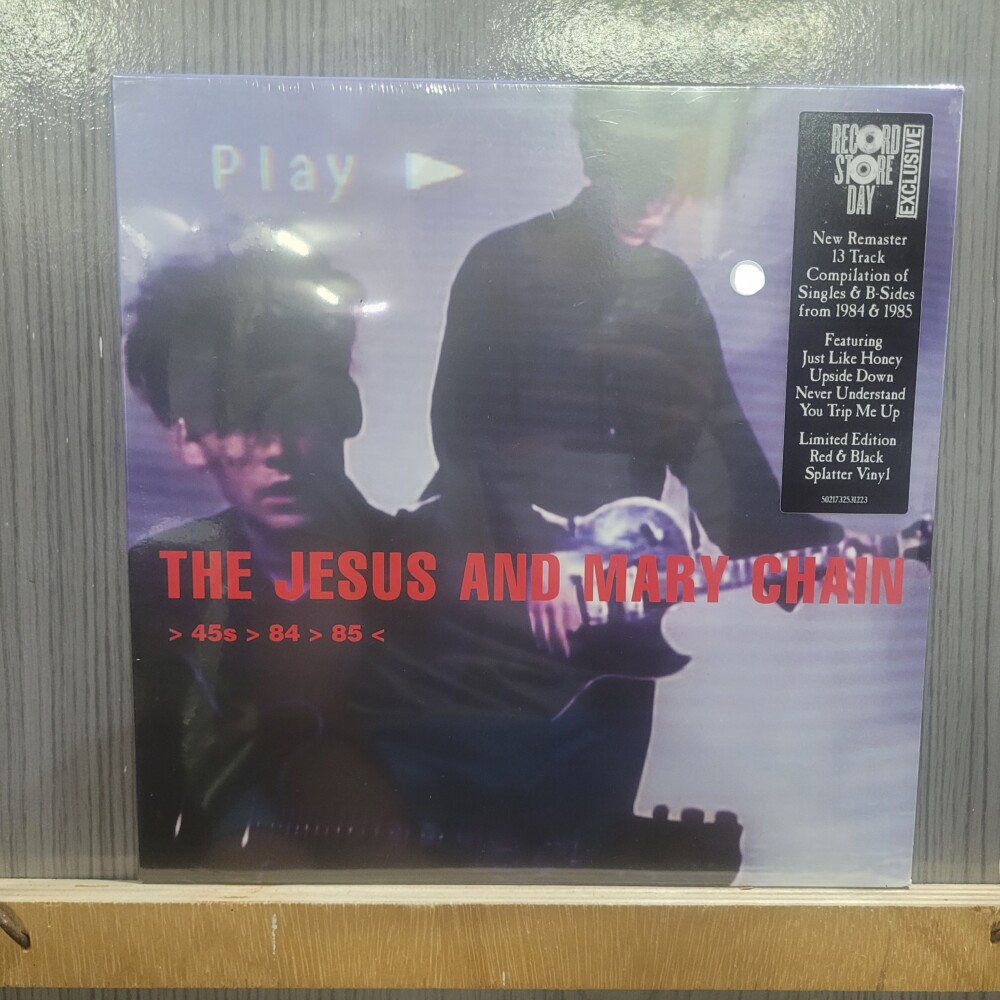 Play
RECORD
STORE
DAY
EXCLUSIVE
New Remaster
13 Track
Compilation of
Singles & B-Sides
from 1984 & 1985
Featuring
Just Like Honey
Upside Down
Never Understand
You Trip Me Up
Limited Edition
Red & Black
Splatter Vinyl
5021732531223
THE JESUS AND MARY CHAIN
> 45s > 84 > 85 <